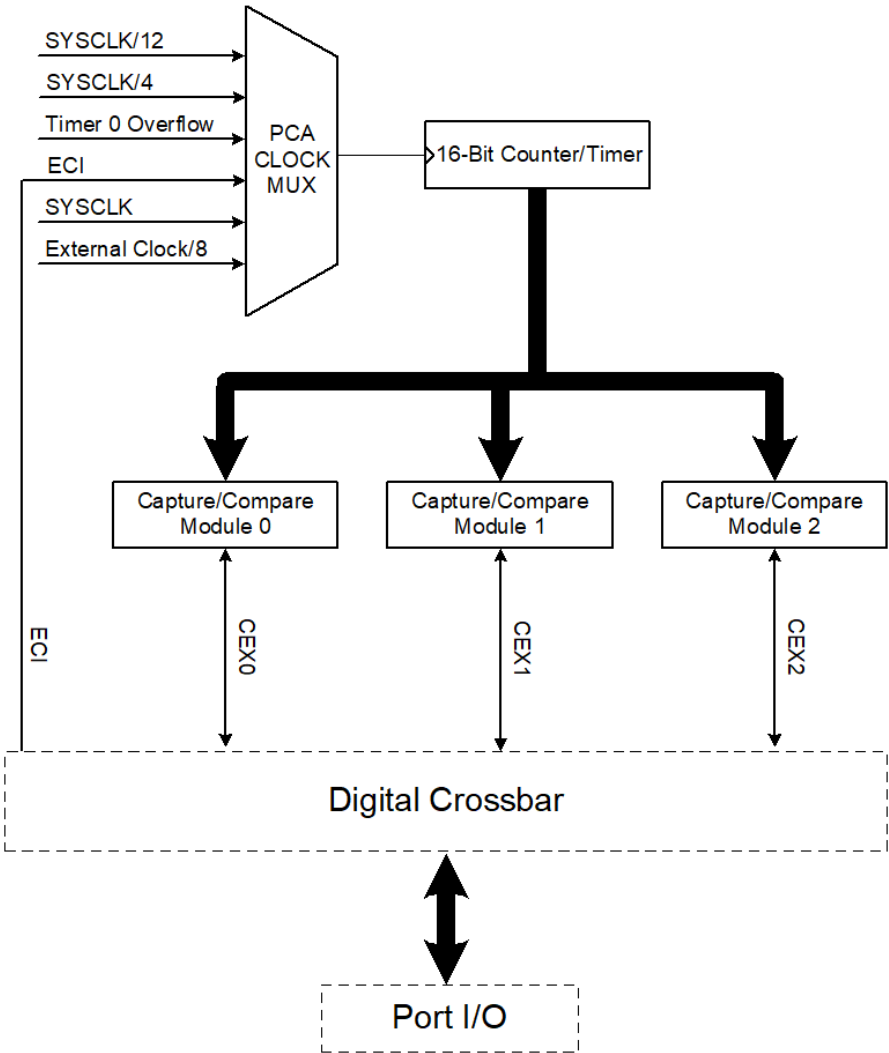 SYSCLK/12
SYSCLK/4
Timer 0 Overflow
ECI
SYSCLK
External Clock/8
PCA
CLOCK
MUX
16-Bit Counter/Timer
Capture/Compare
Module 0
Capture/Compare
Module 1
Capture/Compare
Module 2
ECI
CEX0
CEX1
CEX2
Digital Crossbar
Port I/O